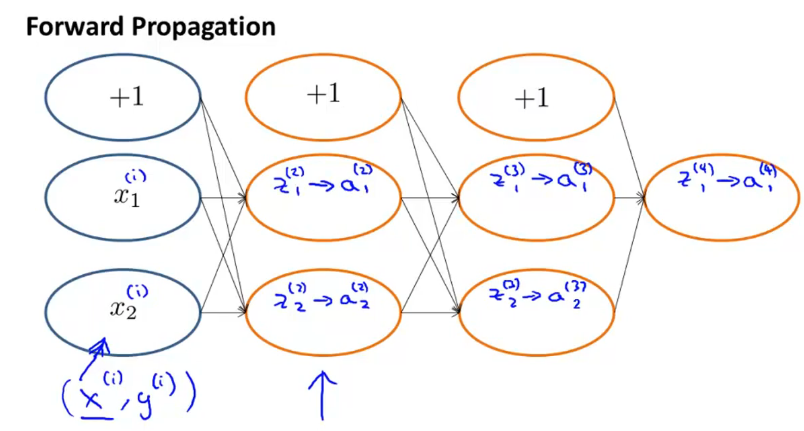 Forward Propagation
+1 +1 +1
x₁⁽ⁱ⁾ z₁⁽²⁾ → a₁⁽²⁾ z₁⁽³⁾ → a₁⁽³⁾ z₁⁽⁴⁾ → a₁⁽⁴⁾
x₂⁽ⁱ⁾ z₂⁽²⁾ → a₂⁽²⁾ z₂⁽³⁾ → a₂⁽³⁾
(x⁽ⁱ⁾, y⁽ⁱ⁾)